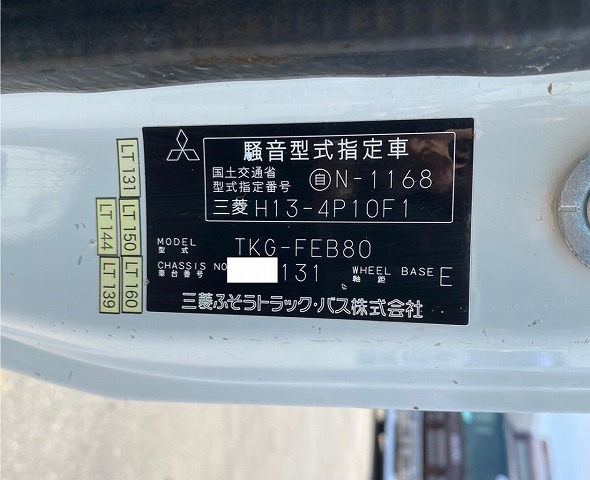 騒音型式指定車
国土交通省
型式指定番号 自 N-1168
三菱 H13-4P10F1
MODEL
型式 TKG-FEB80
CHASSIS NO
車台番号 131 WHEEL BASE
軸距 E
三菱ふそうトラック・バス株式会社
LT 131
LT 150
LT 144
LT 160
LT 139